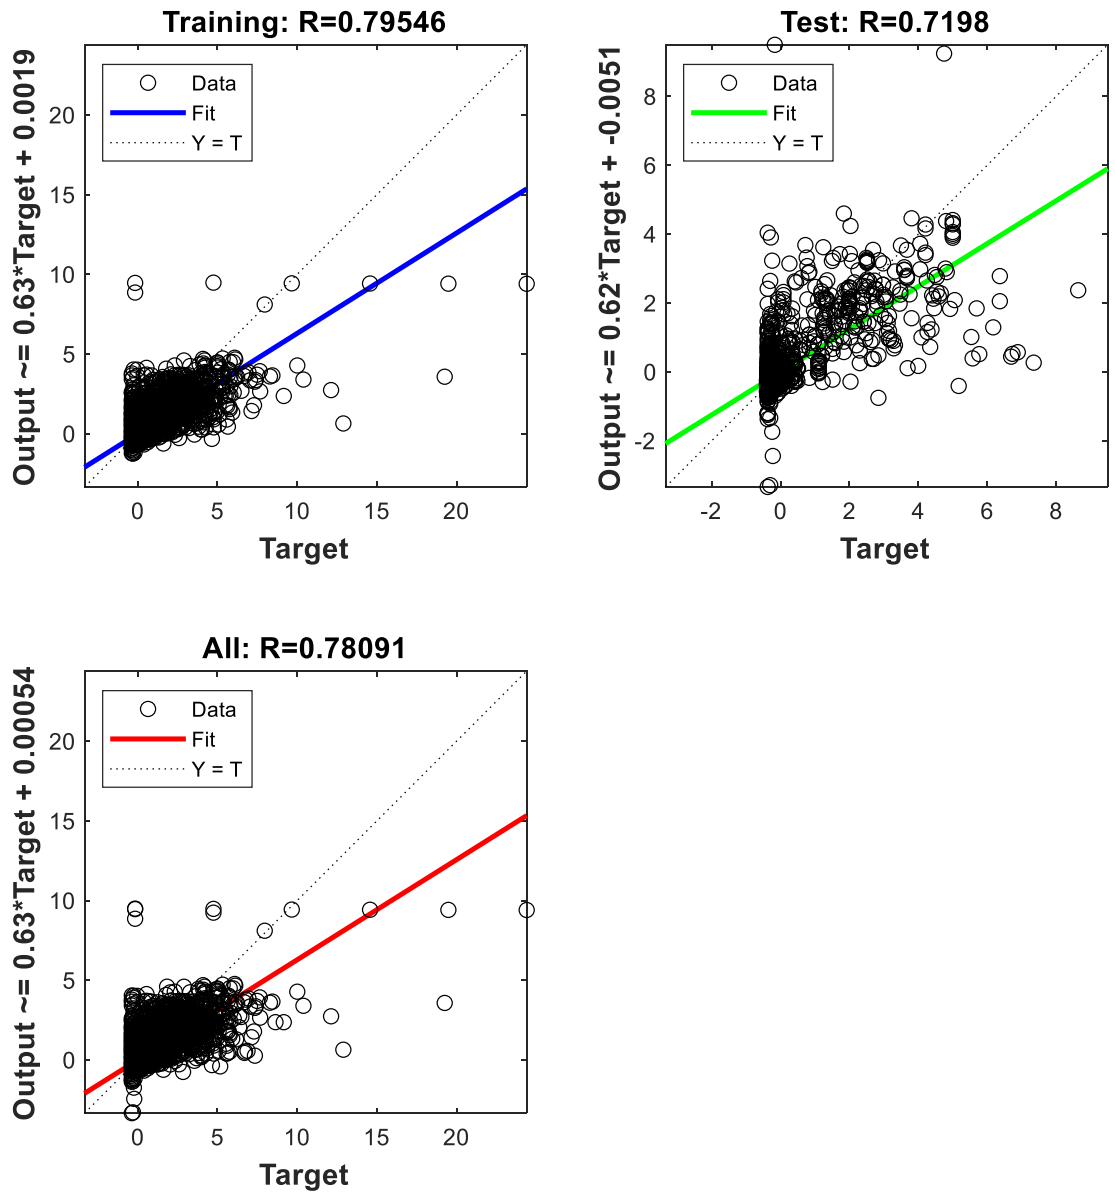 Training: R=0.79546
Output ~= 0.63*Target + 0.0019
Data
Fit
Y = T
20
15
10
5
0
0 5 10 15 20
Target
Test: R=0.7198
Output ~= 0.62*Target + -0.0051
Data
Fit
Y = T
8
6
4
2
0
-2
-2 0 2 4 6 8
Target
All: R=0.78091
Output ~= 0.63*Target + 0.00054
Data
Fit
Y = T
20
15
10
5
0
0 5 10 15 20
Target